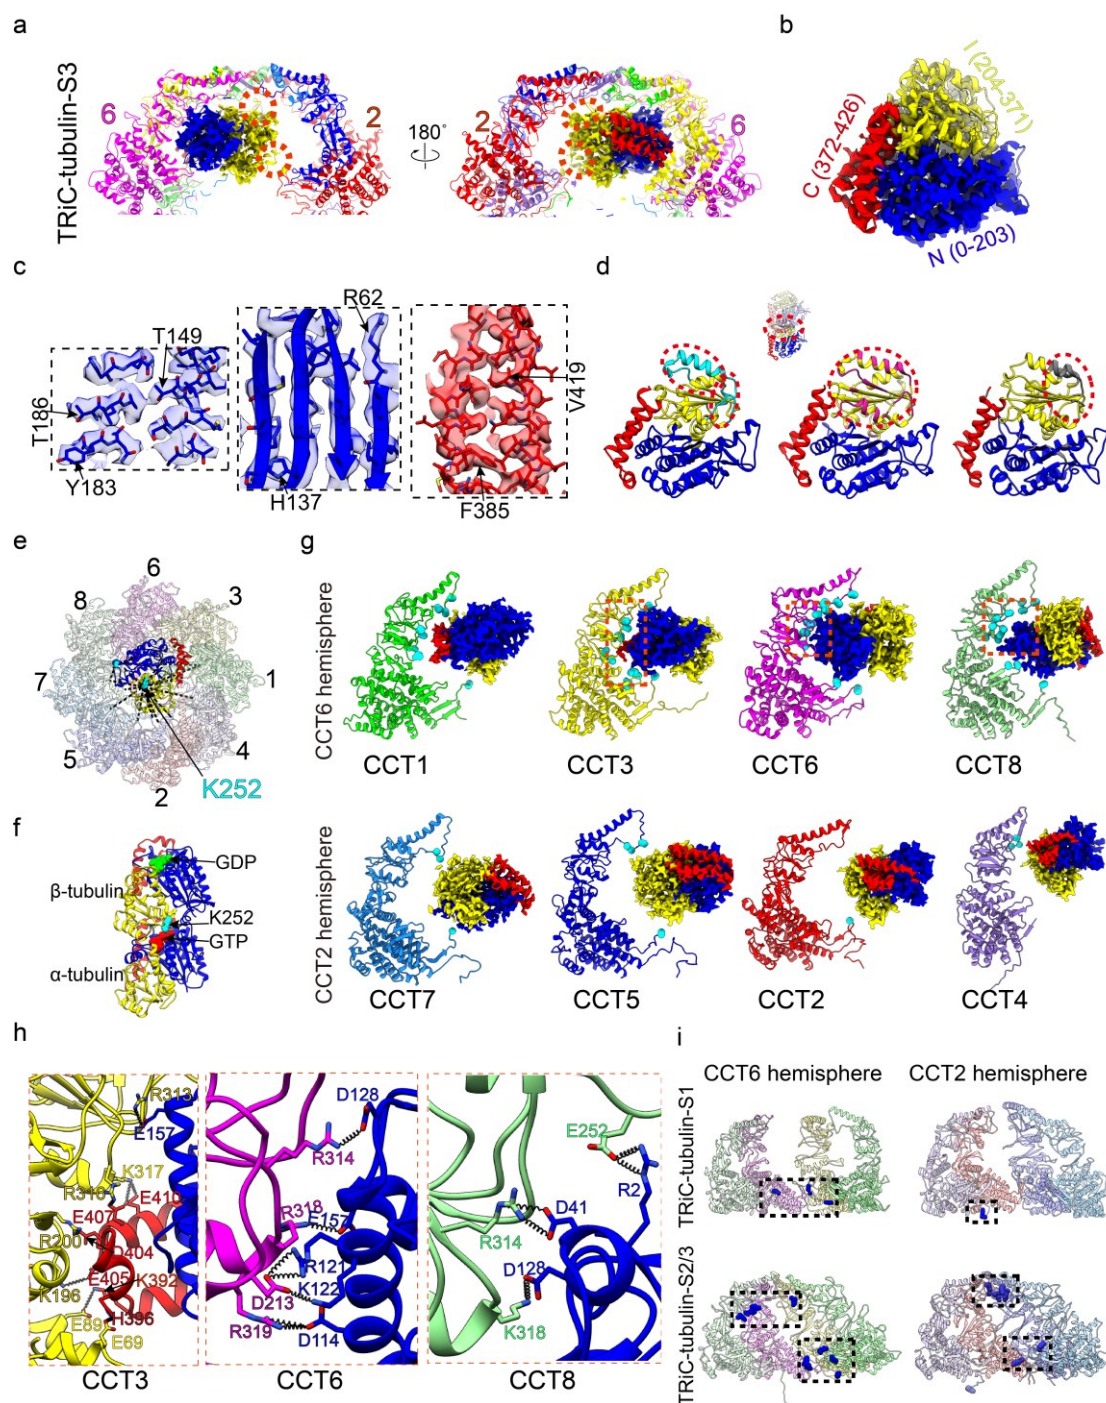 a
TRiC-tubulin-S3
6
2
180°
2
6
b
I (204-371)
C (372-426)
N (0-203)
c
T149
T186
Y183
R62
H137
V419
F385
d
e
6
8
3
7
1
5
4
2
K252
f
GDP
β-tubulin
K252
GTP
α-tubulin
g
CCT6 hemisphere
CCT1
CCT3
CCT6
CCT8
CCT2 hemisphere
CCT7
CCT5
CCT2
CCT4
h
R313
E157
K317
R310
E410
E407
R200
D404
E405
K196
K392
E89
H396
E69
CCT3
D128
R314
R318
E157
R121
K122
D213
R319
D114
CCT6
E252
R2
D41
R314
D128
K318
CCT8
i
CCT6 hemisphere
CCT2 hemisphere
TRiC-tubulin-S1
TRiC-tubulin-S2/3